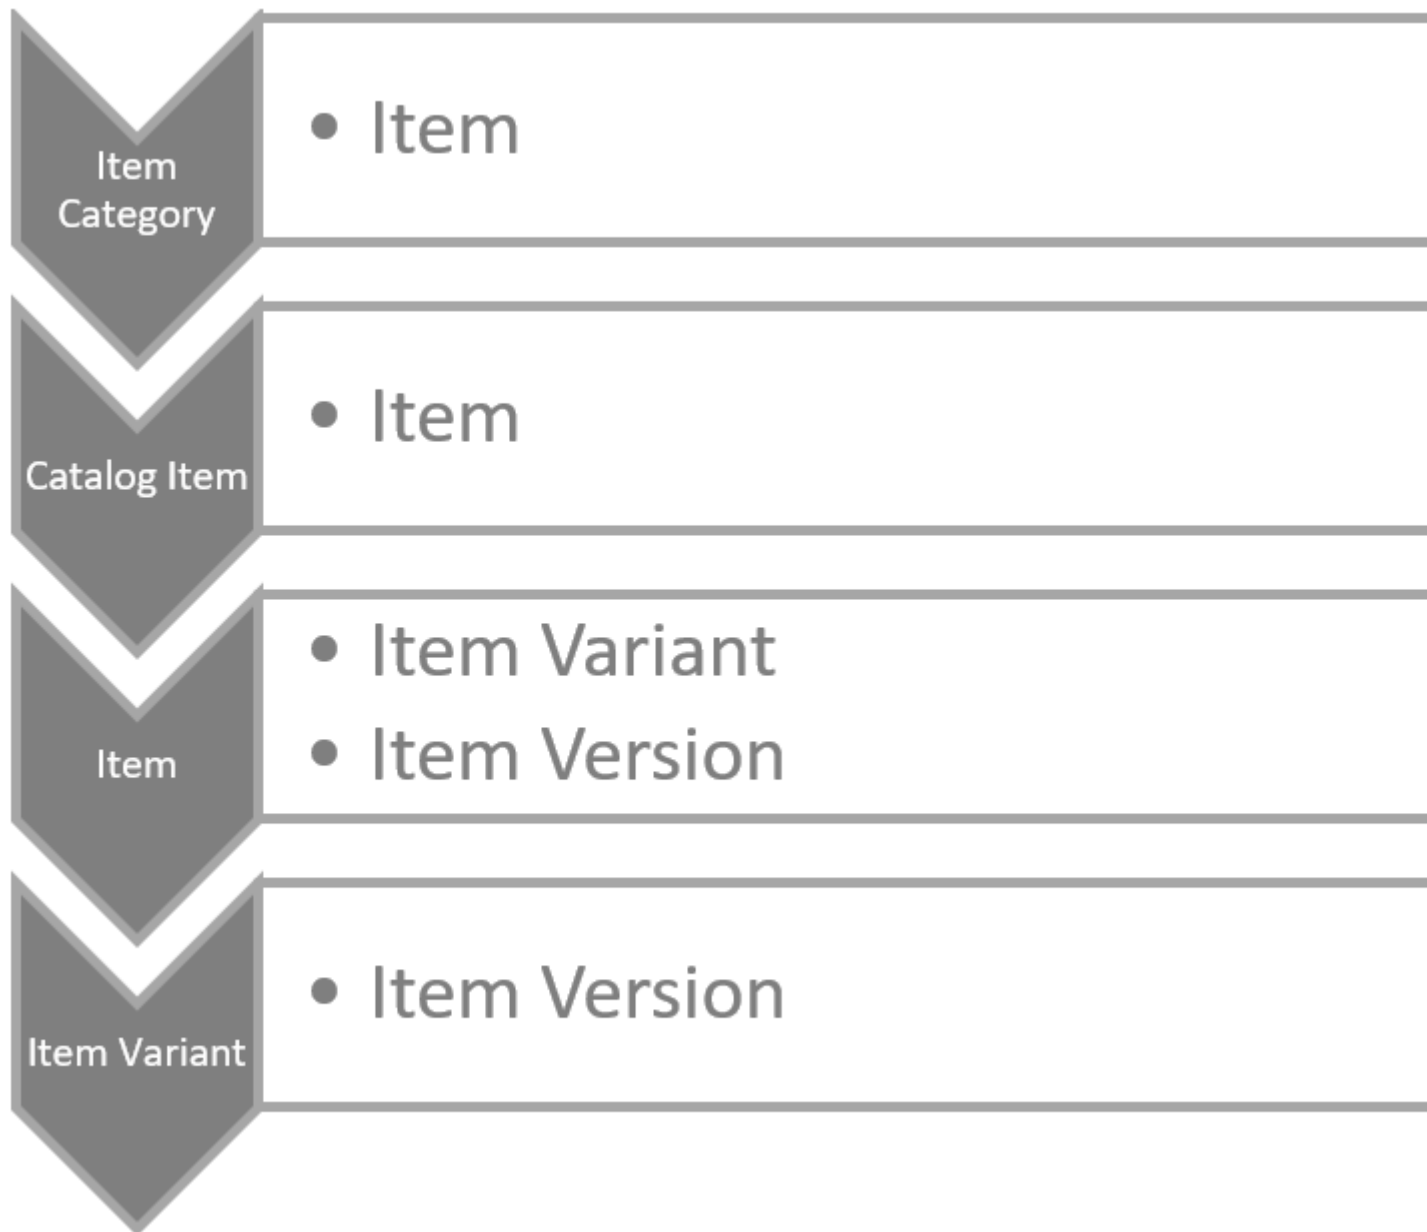 Item
Category
• Item
Catalog Item
• Item
Item
• Item Variant
• Item Version
Item Variant
• Item Version